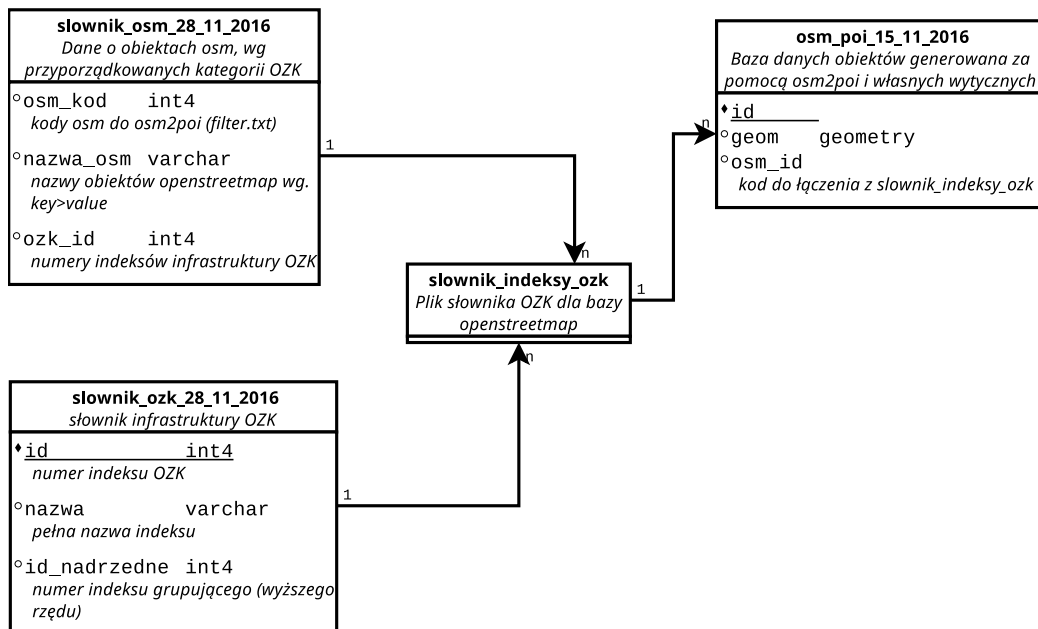 slownik_osm_28_11_2016
Dane o obiektach osm, wg
przyporządkowanych kategorii OZK
osm_kod int4
kody osm do osm2poi (filter.txt)
nazwa_osm varchar
nazwy obiektów openstreetmap wg.
key>value
ozk_id int4
numery indeksów infrastruktury OZK
1
n
osm_poi_15_11_2016
Baza danych obiektów generowana za
pomocą osm2poi i własnych wytycznych
id
geom geometry
osm_id
kod do łączenia z slownik_indeksy_ozk
n
slownik_indeksy_ozk
Plik słownika OZK dla bazy
openstreetmap
1
n
slownik_ozk_28_11_2016
słownik infrastruktury OZK
id int4
numer indeksu OZK
nazwa varchar
pełna nazwa indeksu
id_nadrzedne int4
numer indeksu grupującego (wyższego
rzędu)
1